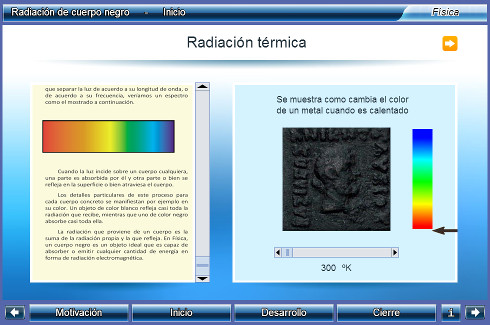 Radiación de cuerpo negro - Inicio
Física
Radiación térmica
que separar la luz de acuerdo a su longitud de onda, o
de acuerdo a su frecuencia, veríamos un espectro
como el mostrado a continuación.
Cuando la luz incide sobre un cuerpo cualquiera,
una parte es absorbida por él y otra parte o bien se
refleja en la superficie o bien atraviesa el cuerpo.
Los detalles particulares de este proceso para
cada cuerpo concreto se manifiestan por ejemplo en
su color. Un objeto de color blanco refleja casi toda la
radiación que recibe, mientras que uno de color negro
absorbe casi toda ella.
La radiación que proviene de un cuerpo es la
suma de la radiación propia y la que refleja. En Física,
un cuerpo negro es un objeto ideal que es capaz de
absorber o emitir cualquier cantidad de energía en
forma de radiación electromagnética.
Se muestra como cambia el color
de un metal cuando es calentado
300 ºK
Motivación
Inicio
Desarrollo
Cierre
i